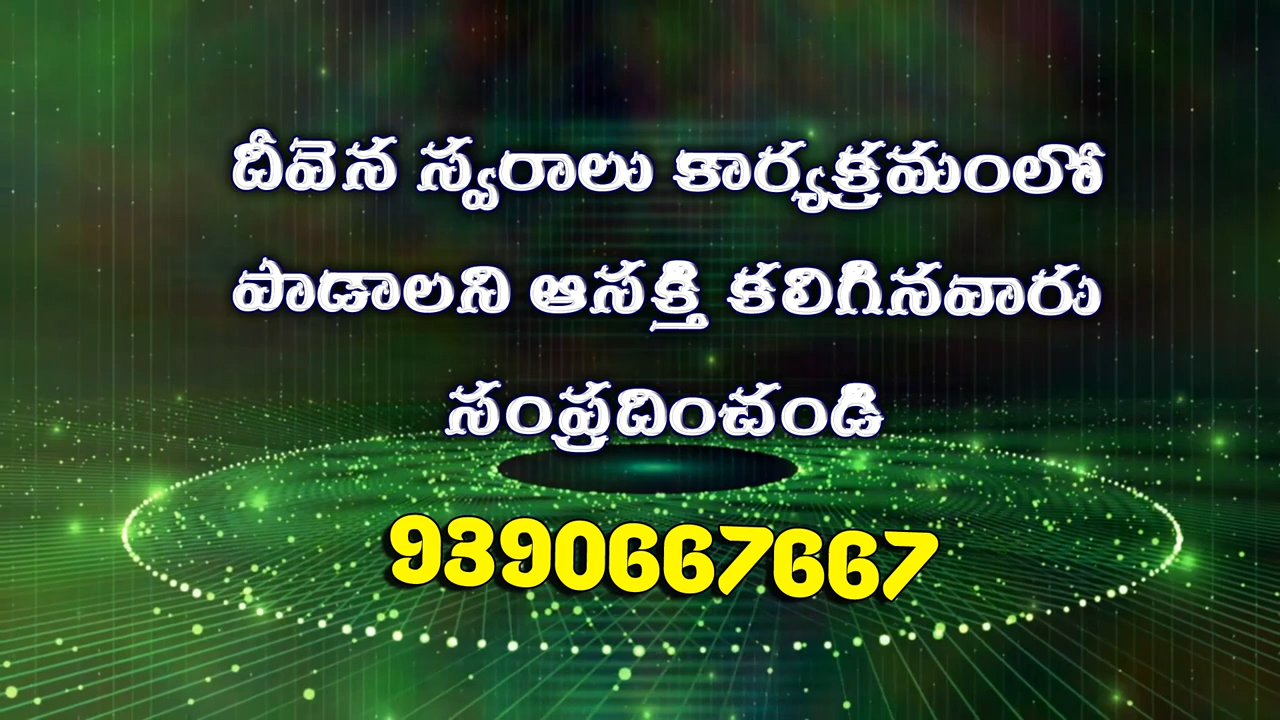 దీవెన స్వరాలు కార్యక్రమంలో
పాడాలని ఆసక్తి కలిగినవారు
సంప్రదించండి
9390667667